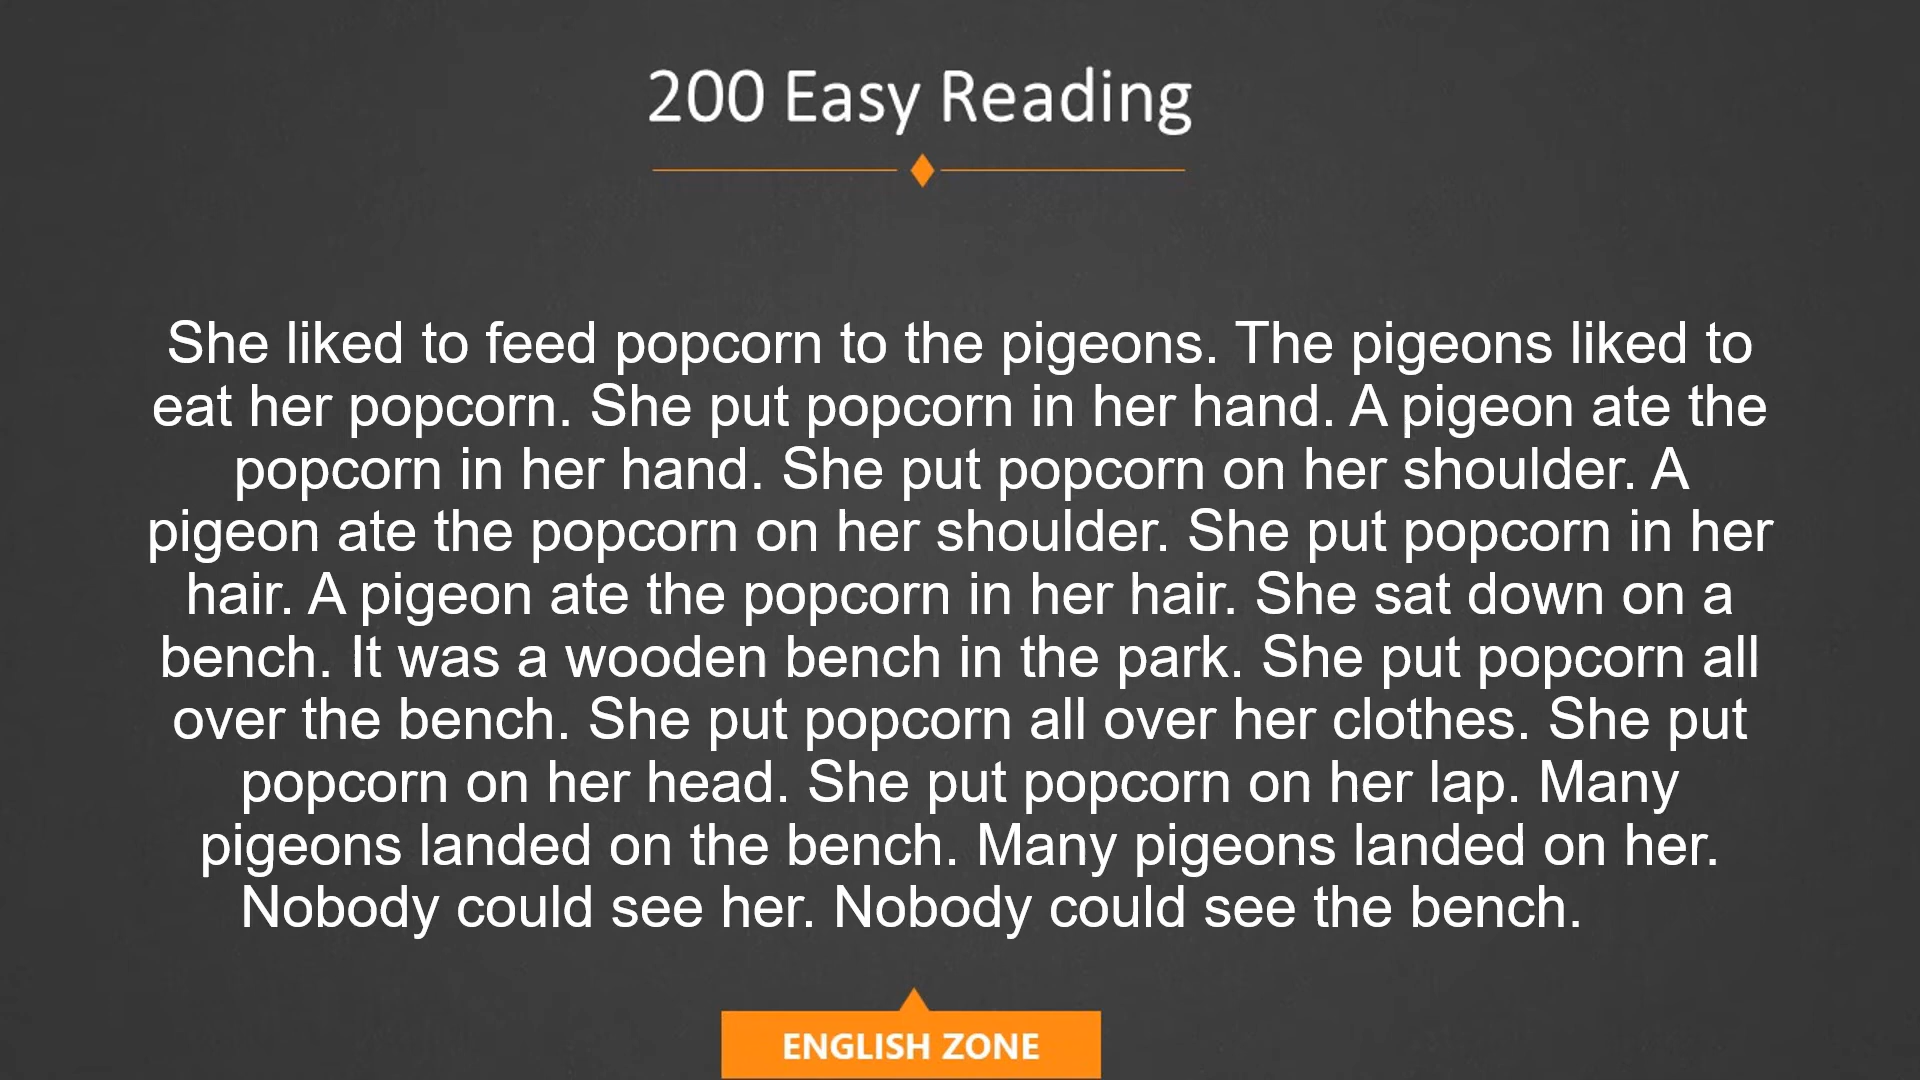 200 Easy Reading
She liked to feed popcorn to the pigeons. The pigeons liked to
eat her popcorn. She put popcorn in her hand. A pigeon ate the
popcorn in her hand. She put popcorn on her shoulder. A
pigeon ate the popcorn on her shoulder. She put popcorn in her
hair. A pigeon ate the popcorn in her hair. She sat down on a
bench. It was a wooden bench in the park. She put popcorn all
over the bench. She put popcorn all over her clothes. She put
popcorn on her head. She put popcorn on her lap. Many
pigeons landed on the bench. Many pigeons landed on her.
Nobody could see her. Nobody could see the bench.
ENGLISH ZONE